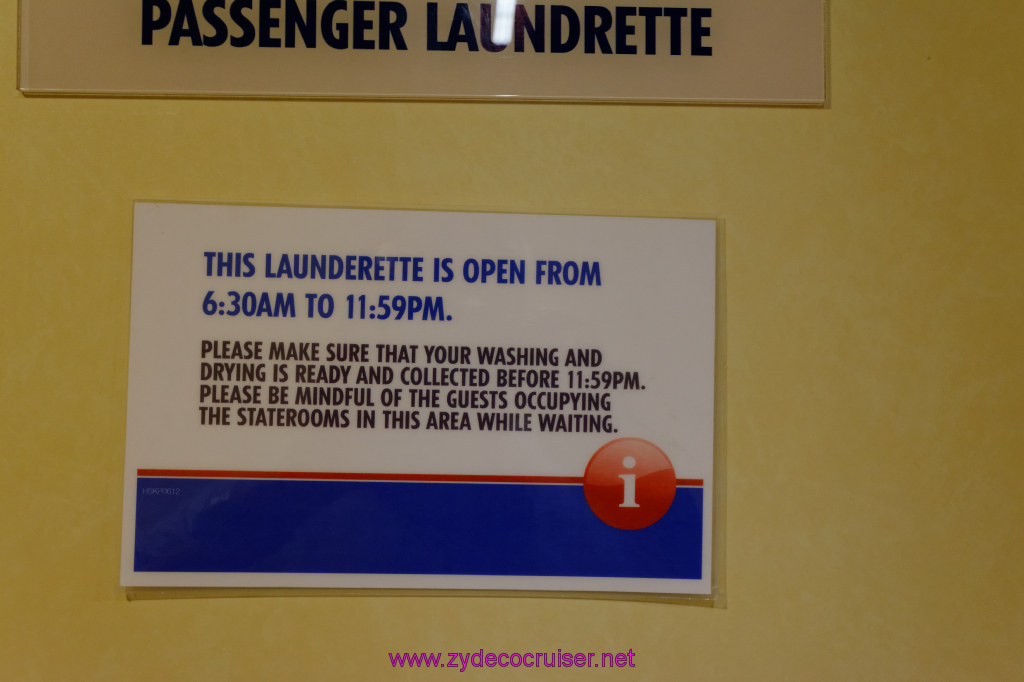 PASSENGER LAUNDRETTE
THIS LAUNDERETTE IS OPEN FROM
6:30AM TO 11:59PM.
PLEASE MAKE SURE THAT YOUR WASHING AND
DRYING IS READY AND COLLECTED BEFORE 11:59PM.
PLEASE BE MINDFUL OF THE GUESTS OCCUPYING
THE STATEROOMS IN THIS AREA WHILE WAITING.
i
www.zydecocruiser.net